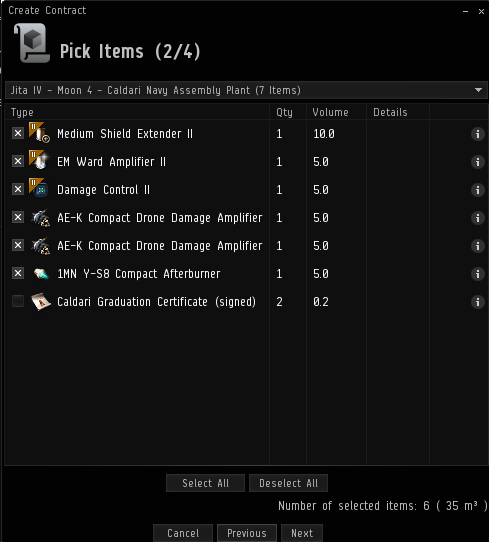 Create Contract
Pick Items (2/4)
Jita IV - Moon 4 - Caldari Navy Assembly Plant (7 Items)
Type Qty Volume Details
Medium Shield Extender II 1 10.0
EM Ward Amplifier II 1 5.0
Damage Control II 1 5.0
AE-K Compact Drone Damage Amplifier 1 5.0
AE-K Compact Drone Damage Amplifier 1 5.0
1MN Y-S8 Compact Afterburner 1 5.0
Caldari Graduation Certificate (signed) 2 0.2
Select All Deselect All
Number of selected items: 6 ( 35 m³ )
Cancel Previous Next